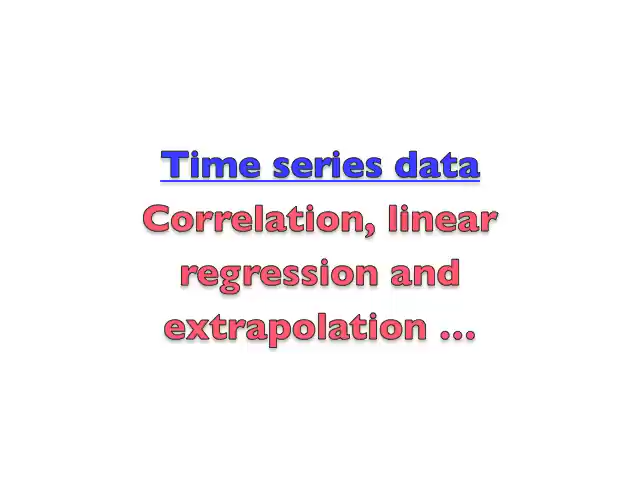 Time series data
Correlation, linear
regression and
extrapolation ...